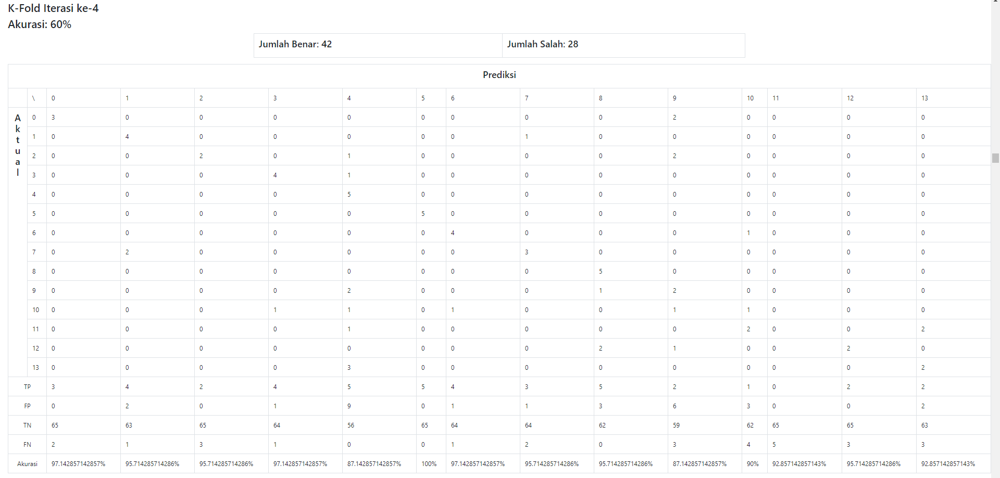 K-Fold Iterasi ke-4
Akurasi: 60%
Jumlah Benar: 42 Jumlah Salah: 28
Prediksi
\ 0 1 2 3 4 5 6 7 8 9 10 11 12 13
Aktual
0 3 0 0 0 0 0 0 0 0 2 0 0 0 0
1 0 4 0 0 0 0 0 1 0 0 0 0 0 0
2 0 0 2 0 1 0 0 0 0 2 0 0 0 0
3 0 0 0 4 1 0 0 0 0 0 0 0 0 0
4 0 0 0 0 5 0 0 0 0 0 0 0 0 0
5 0 0 0 0 0 5 0 0 0 0 0 0 0 0
6 0 0 0 0 0 0 4 0 0 0 1 0 0 0
7 0 2 0 0 0 0 0 3 0 0 0 0 0 0
8 0 0 0 0 0 0 0 0 5 0 0 0 0 0
9 0 0 0 0 2 0 0 0 1 2 0 0 0 0
10 0 0 0 1 1 0 1 0 0 1 1 0 0 0
11 0 0 0 0 1 0 0 0 0 0 2 0 0 2
12 0 0 0 0 0 0 0 0 2 1 0 0 2 0
13 0 0 0 0 3 0 0 0 0 0 0 0 0 2
TP 3 4 2 4 5 5 4 3 5 2 1 0 2 2
FP 0 2 0 1 9 0 1 1 3 6 3 0 0 2
TN 65 63 65 64 56 65 64 64 62 59 62 65 65 63
FN 2 1 3 1 0 0 1 2 0 3 4 5 3 3
Akurasi 97.142857142857% 95.714285714286% 95.714285714286% 97.142857142857% 87.142857142857% 100% 97.142857142857% 95.714285714286% 95.714285714286% 87.142857142857% 90% 92.857142857143% 95.714285714286% 92.857142857143%